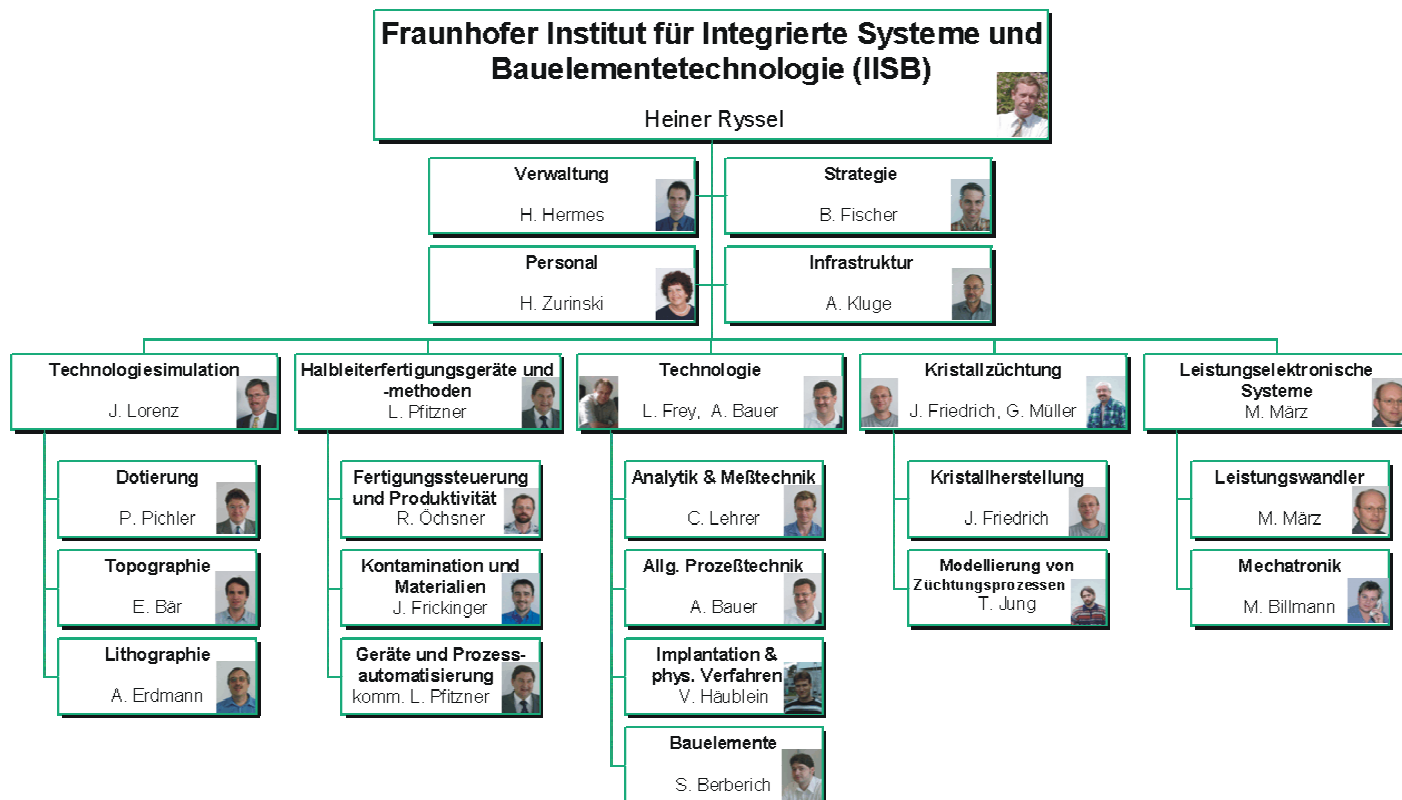 Fraunhofer Institut für Integrierte Systeme und
Bauelementetechnologie (IISB)
Heiner Ryssel
Verwaltung
H. Hermes
Strategie
B. Fischer
Personal
H. Zurinski
Infrastruktur
A. Kluge
Technologiesimulation
J. Lorenz
Halbleiterfertigungsgeräte und
-methoden
L. Pfitzner
Technologie
L. Frey, A. Bauer
Kristallzüchtung
J. Friedrich, G. Müller
Leistungselektronische
Systeme
M. März
Dotierung
P. Pichler
Topographie
E. Bär
Lithographie
A. Erdmann
Fertigungssteuerung
und Produktivität
R. Öchsner
Kontamination und
Materialien
J. Frickinger
Geräte und Prozess-
automatisierung
komm. L. Pfitzner
Analytik & Meßtechnik
C. Lehrer
Allg. Prozeßtechnik
A. Bauer
Implantation &
phys. Verfahren
V. Häublein
Bauelemente
S. Berberich
Kristallherstellung
J. Friedrich
Modellierung von
Züchtungsprozessen
T. Jung
Leistungswandler
M. März
Mechatronik
M. Billmann